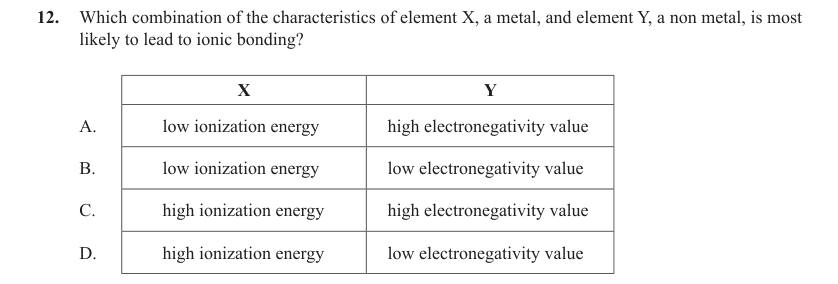 12. Which combination of the characteristics of element X, a metal, and element Y, a non metal, is most
likely to lead to ionic bonding?
X Y
A. low ionization energy high electronegativity value
B. low ionization energy low electronegativity value
C. high ionization energy high electronegativity value
D. high ionization energy low electronegativity value